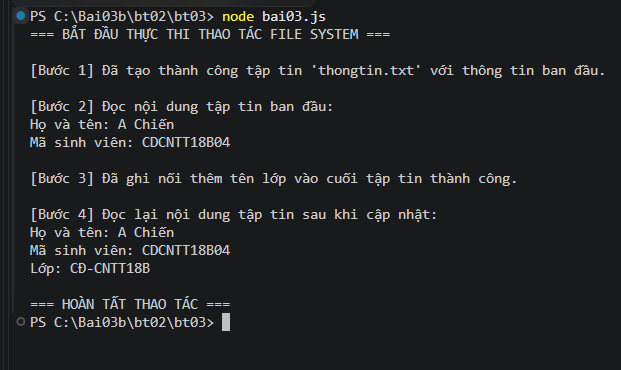 PS C:\Bai03b\bt02\bt03> node bai03.js
=== BẮT ĐẦU THỰC THI THAO TÁC FILE SYSTEM ===
[Bước 1] Đã tạo thành công tập tin 'thongtin.txt' với thông tin ban đầu.
[Bước 2] Đọc nội dung tập tin ban đầu:
Họ và tên: A Chiến
Mã sinh viên: CDCNTT18B04
[Bước 3] Đã ghi nối thêm tên lớp vào cuối tập tin thành công.
[Bước 4] Đọc lại nội dung tập tin sau khi cập nhật:
Họ và tên: A Chiến
Mã sinh viên: CDCNTT18B04
Lớp: CĐ-CNTT18B
=== HOÀN TẤT THAO TÁC ===
PS C:\Bai03b\bt02\bt03>